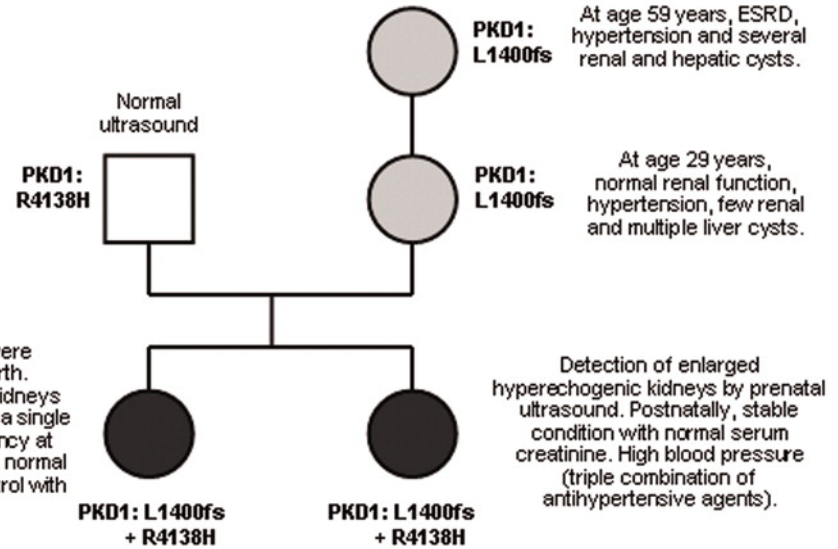 PKD1:
L1400fs
At age 59 years, ESRD,
hypertension and several
renal and hepatic cysts.
Normal
ultrasound
PKD1:
R4138H
PKD1:
L1400fs
At age 29 years,
normal renal function,
hypertension, few renal
and multiple liver cysts.
ere
rth.
idneys
a single
ncy at
normal
trol with
Detection of enlarged
hyperechogenic kidneys by prenatal
ultrasound. Postnatally, stable
condition with normal serum
creatinine. High blood pressure
(triple combination of
antihypertensive agents).
PKD1: L1400fs
+ R4138H
PKD1: L1400fs
+ R4138H